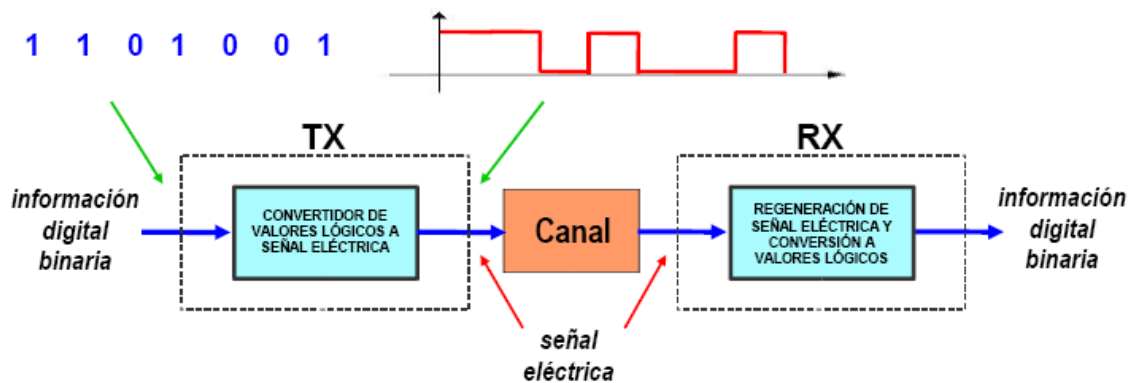 1 1 0 1 0 0 1
TX
RX
información
digital
binaria
CONVERTIDOR DE
VALORES LÓGICOS A
SEÑAL ELÉCTRICA
Canal
REGENERACIÓN DE
SEÑAL ELÉCTRICA Y
CONVERSIÓN A
VALORES LÓGICOS
información
digital
binaria
señal
eléctrica